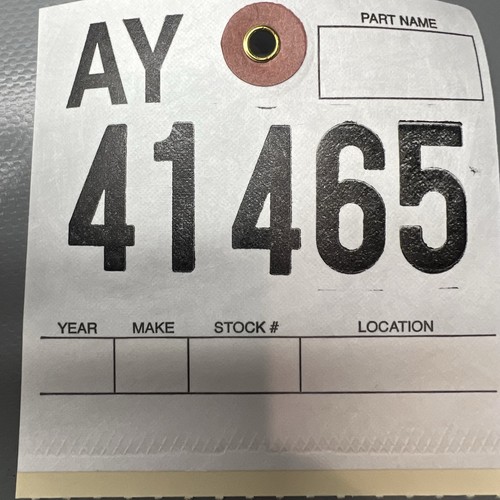 AY
PART NAME
41465
YEAR MAKE STOCK # LOCATION